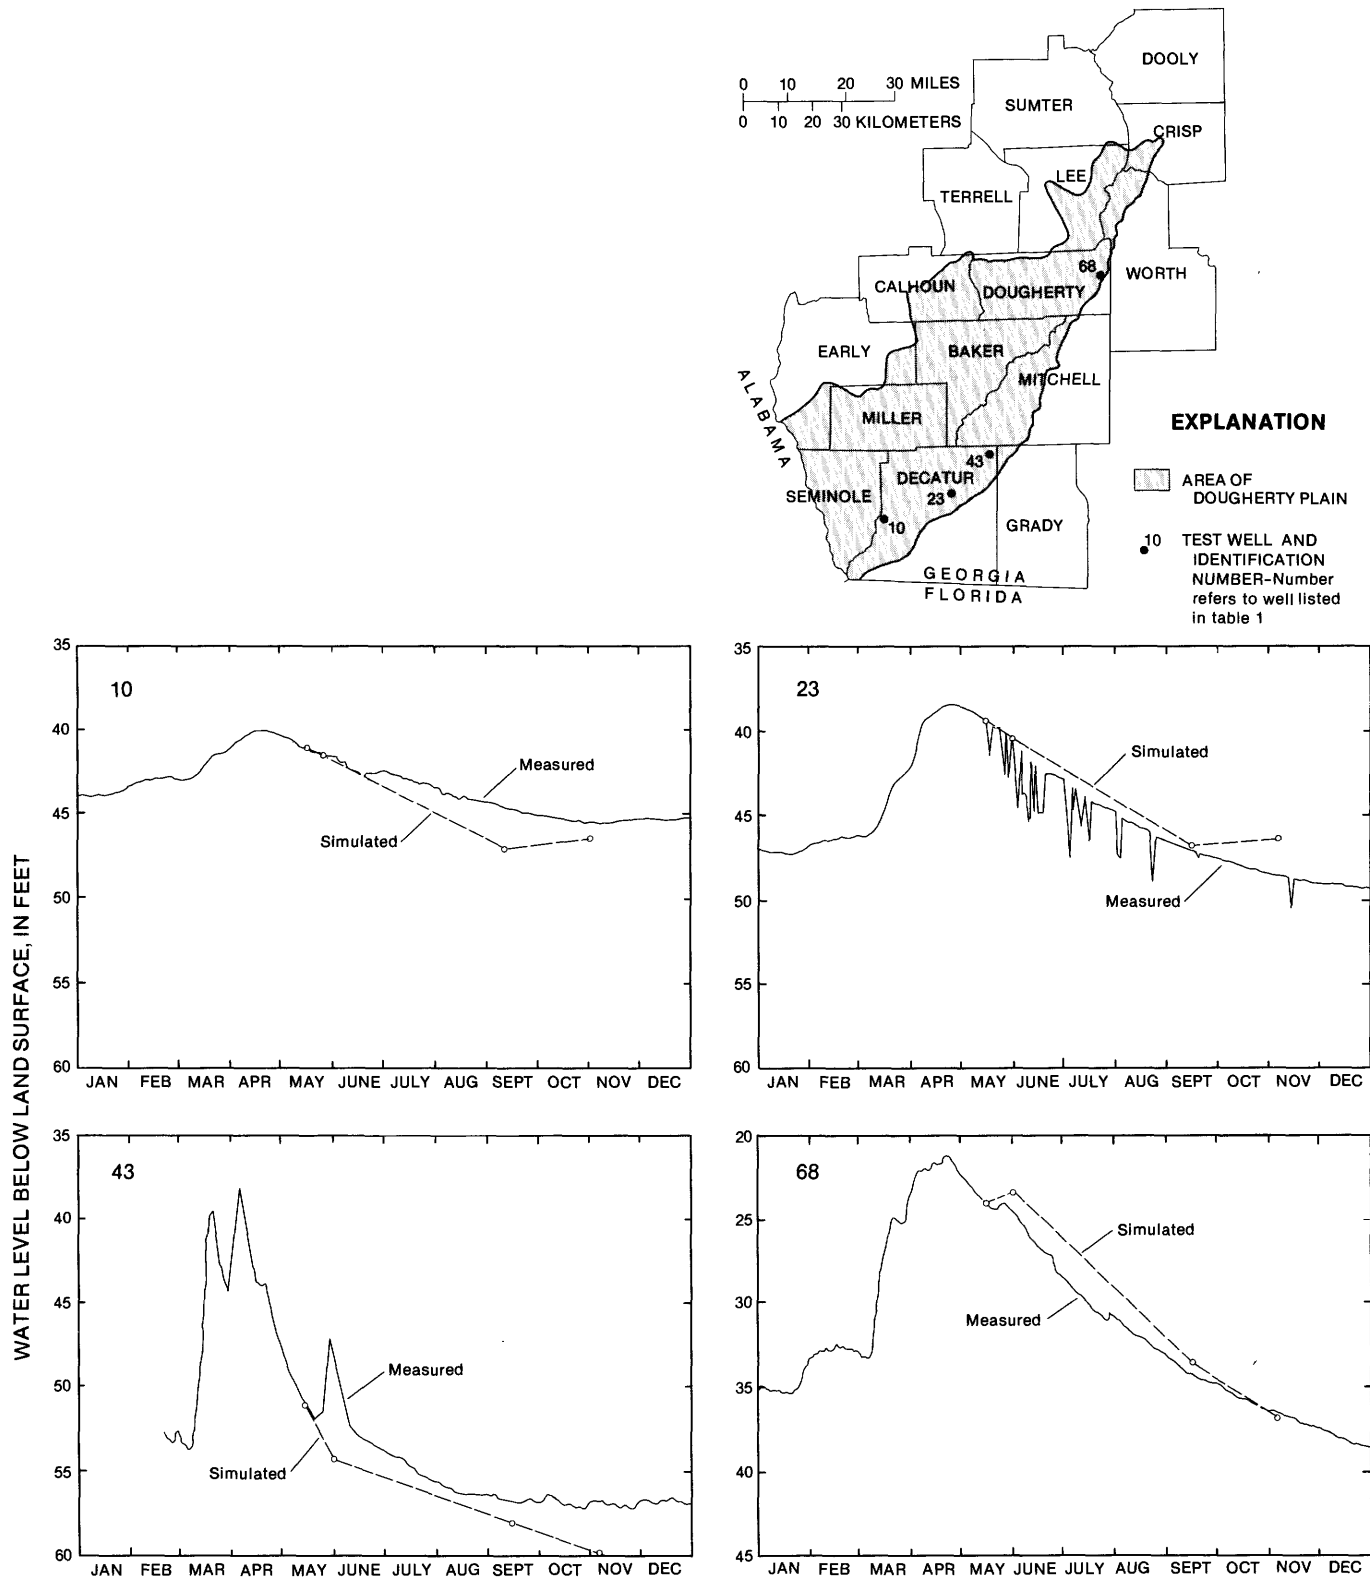 0 10 20 30 MILES
0 10 20 30 KILOMETERS
DOOLY
SUMTER
CRISP
LEE
TERRELL
68
WORTH
CALHOUN
DOUGHERTY
EARLY
BAKER
MITCHELL
ALABAMA
MILLER
43
DECATUR
SEMINOLE
23
10
GRADY
GEORGIA
FLORIDA
EXPLANATION
AREA OF
DOUGHERTY PLAIN
10 TEST WELL AND
IDENTIFICATION
NUMBER–Number
refers to well listed
in table 1
WATER LEVEL BELOW LAND SURFACE, IN FEET
35
40
45
50
55
60
10
Measured
Simulated
JAN FEB MAR APR MAY JUNE JULY AUG SEPT OCT NOV DEC
35
40
45
50
55
60
23
Simulated
Measured
JAN FEB MAR APR MAY JUNE JULY AUG SEPT OCT NOV DEC
35
40
45
50
55
60
43
Measured
Simulated
JAN FEB MAR APR MAY JUNE JULY AUG SEPT OCT NOV DEC
20
25
30
35
40
45
68
Simulated
Measured
JAN FEB MAR APR MAY JUNE JULY AUG SEPT OCT NOV DEC